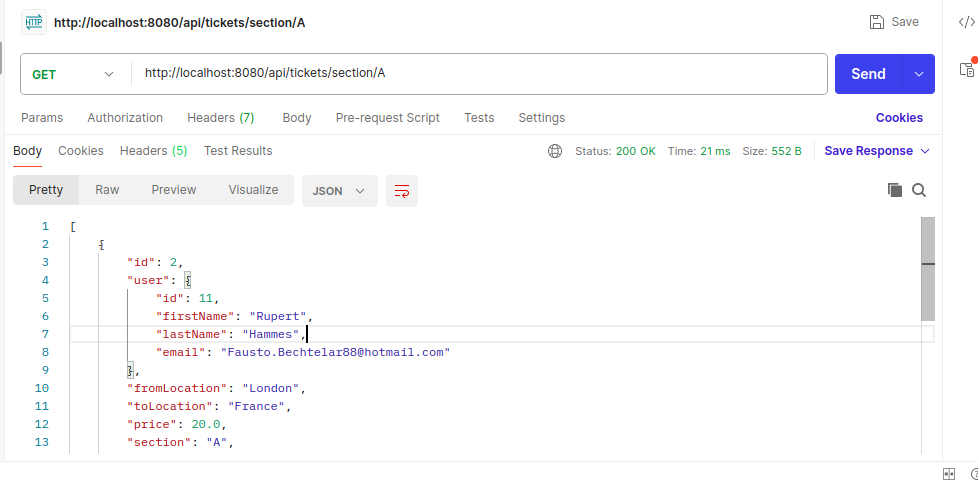 HTTP http://localhost:8080/api/tickets/section/A Save </>
GET http://localhost:8080/api/tickets/section/A Send
Params Authorization Headers (7) Body Pre-request Script Tests Settings Cookies
Body Cookies Headers (5) Test Results Status: 200 OK Time: 21 ms Size: 552 B Save Response
Pretty Raw Preview Visualize JSON
1 [
2 {
3 "id": 2,
4 "user": {
5 "id": 11,
6 "firstName": "Rupert",
7 "lastName": "Hammes",
8 "email": "Fausto.Bechtelar88@hotmail.com"
9 },
10 "fromLocation": "London",
11 "toLocation": "France",
12 "price": 20.0,
13 "section": "A",